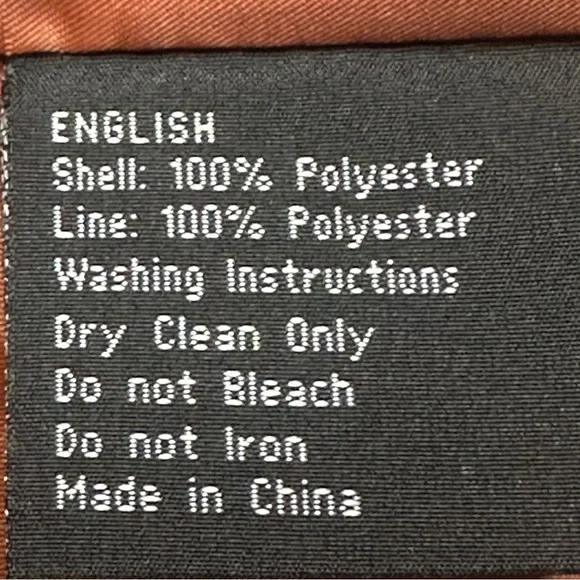 ENGLISH
Shell: 100% Polyester
Line: 100% Polyester
Washing Instructions
Dry Clean Only
Do not Bleach
Do not Iron
Made in China